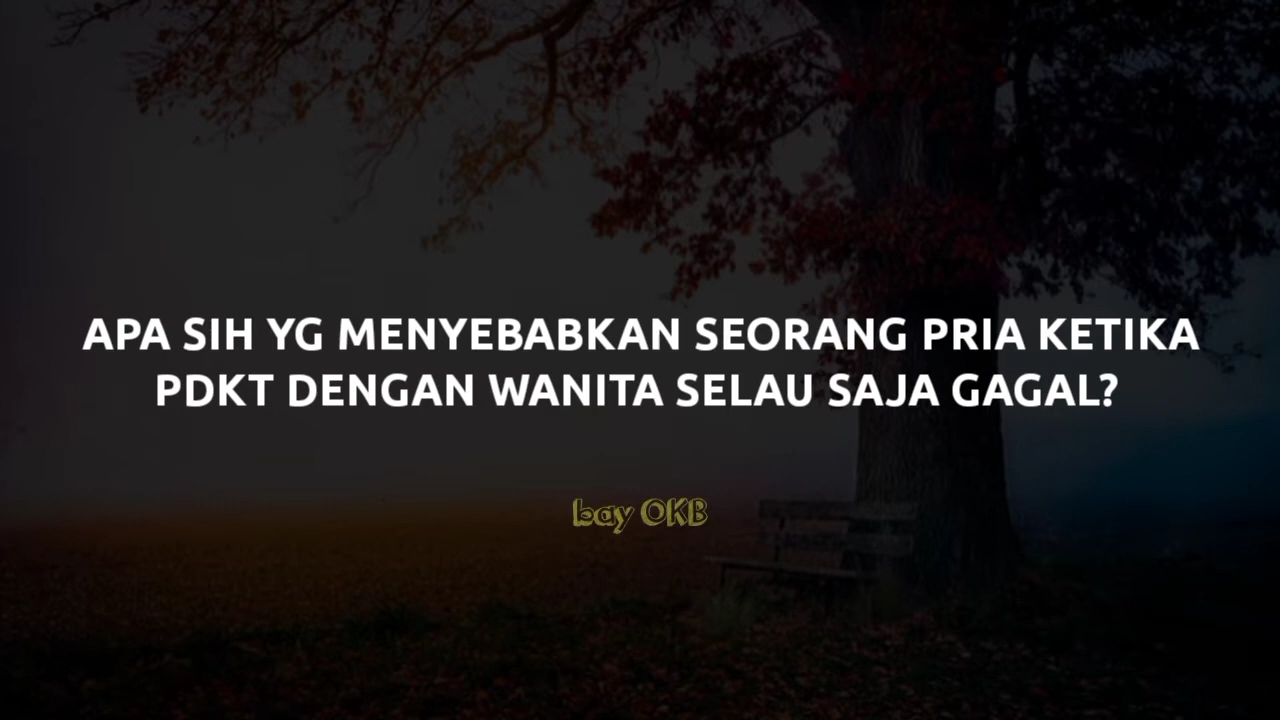 APA SIH YG MENYEBABKAN SEORANG PRIA KETIKA
PDKT DENGAN WANITA SELAU SAJA GAGAL?
bay OKB